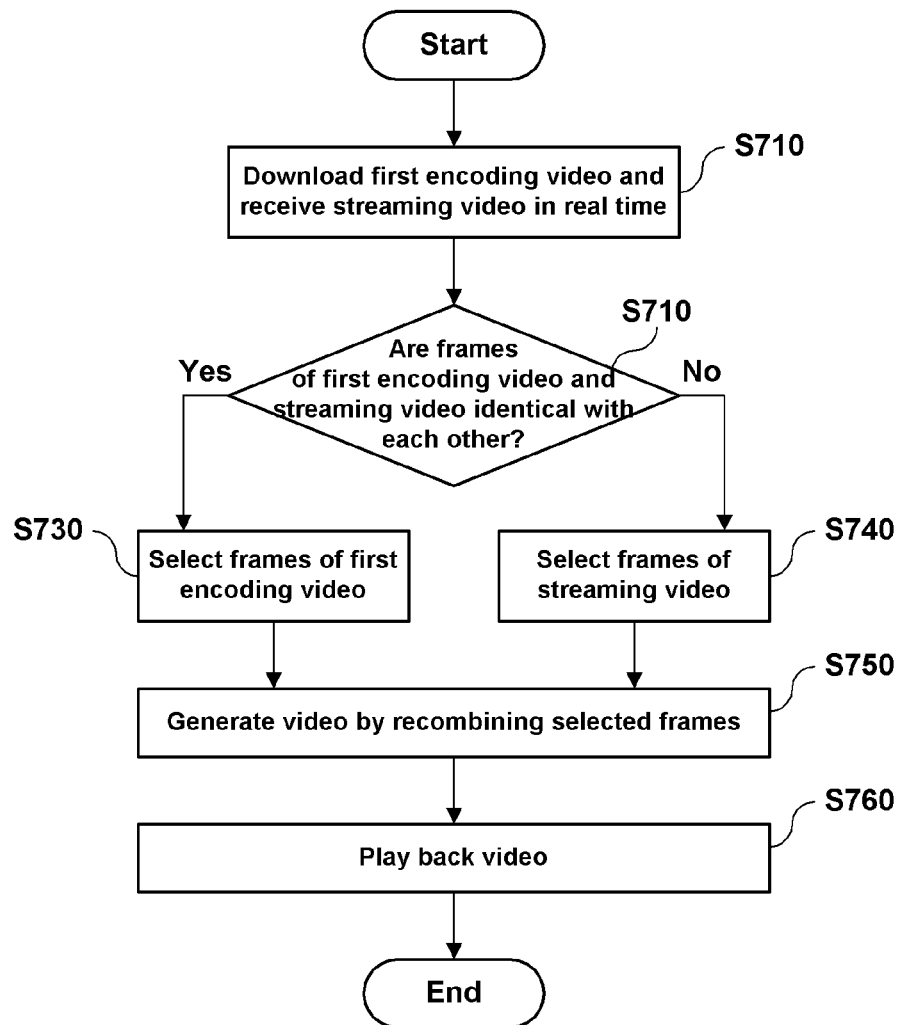 Start
S710
Download first encoding video and
receive streaming video in real time
S710
Are frames
of first encoding video and
streaming video identical with
each other?
Yes
No
S730
Select frames of first
encoding video
S740
Select frames of
streaming video
S750
Generate video by recombining selected frames
S760
Play back video
End